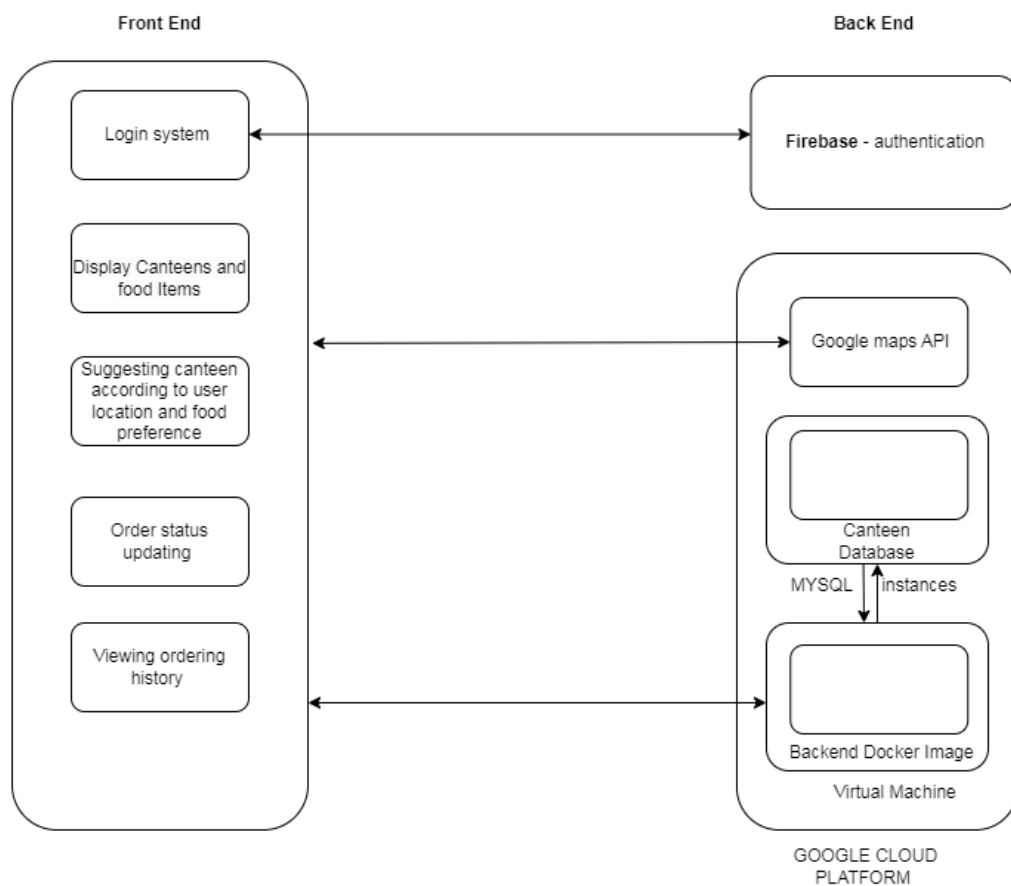 Front End
Back End
Login system
Firebase - authentication
Display Canteens and
food Items
Google maps API
Suggesting canteen
according to user
location and food
preference
Canteen
Database
MYSQL
instances
Order status
updating
Viewing ordering
history
Backend Docker Image
Virtual Machine
GOOGLE CLOUD
PLATFORM